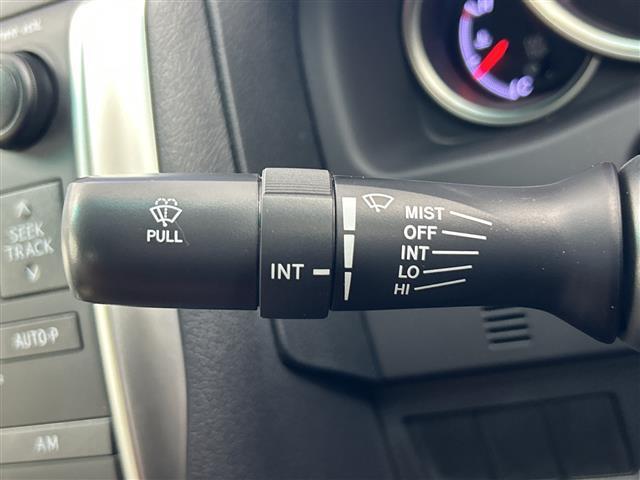 PULL
INT
MIST
OFF
INT
LO
HI
SEEK
TRACK
AUTO·P
AM